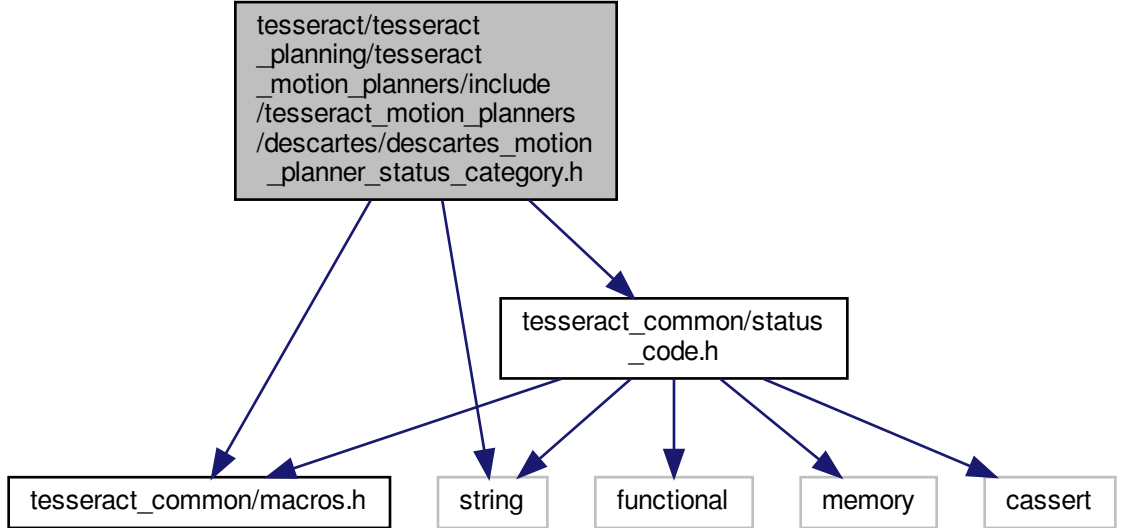 tesseract/tesseract
_planning/tesseract
_motion_planners/include
/tesseract_motion_planners
/descartes/descartes_motion
_planner_status_category.h
tesseract_common/status
_code.h
tesseract_common/macros.h
string
functional
memory
cassert